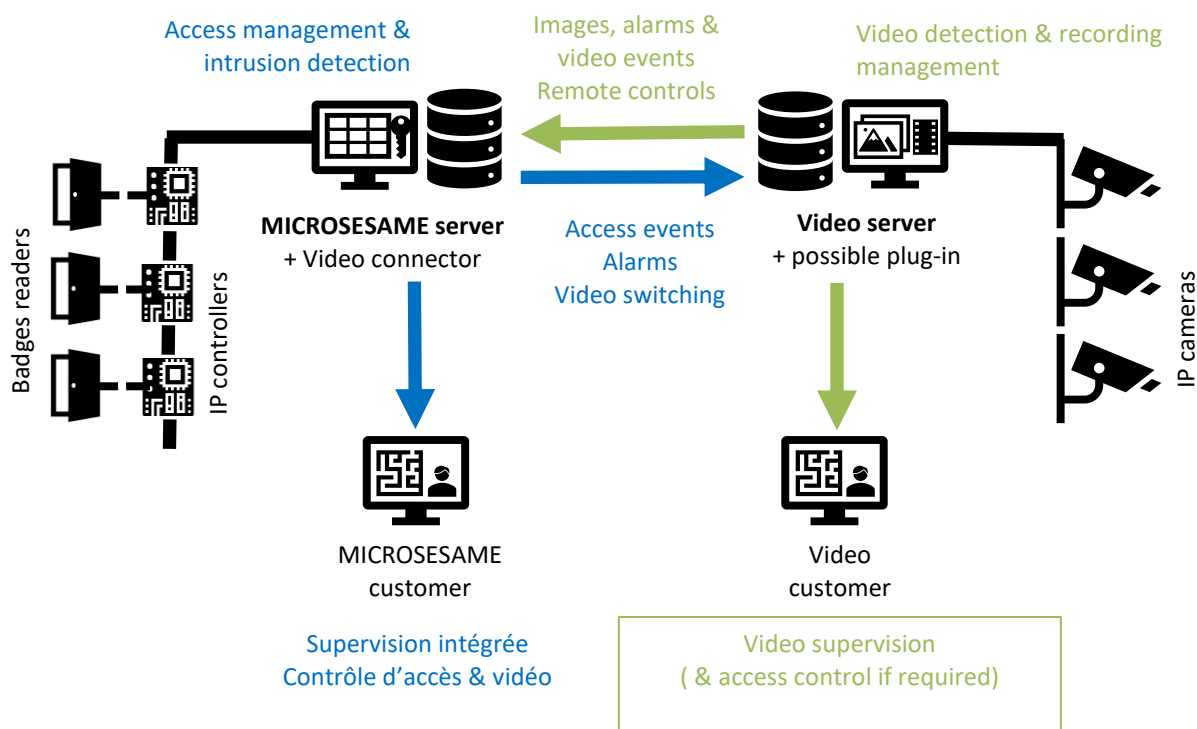 Access management &
intrusion detection
Images, alarms &
video events
Remote controls
Video detection & recording
management
Badges readers
IP controllers
MICROSESAME server
+ Video connector
Access events
Alarms
Video switching
Video server
+ possible plug-in
IP cameras
MICROSESAME
customer
Video
customer
Supervision intégrée
Contrôle d’accès & vidéo
Video supervision
( & access control if required)